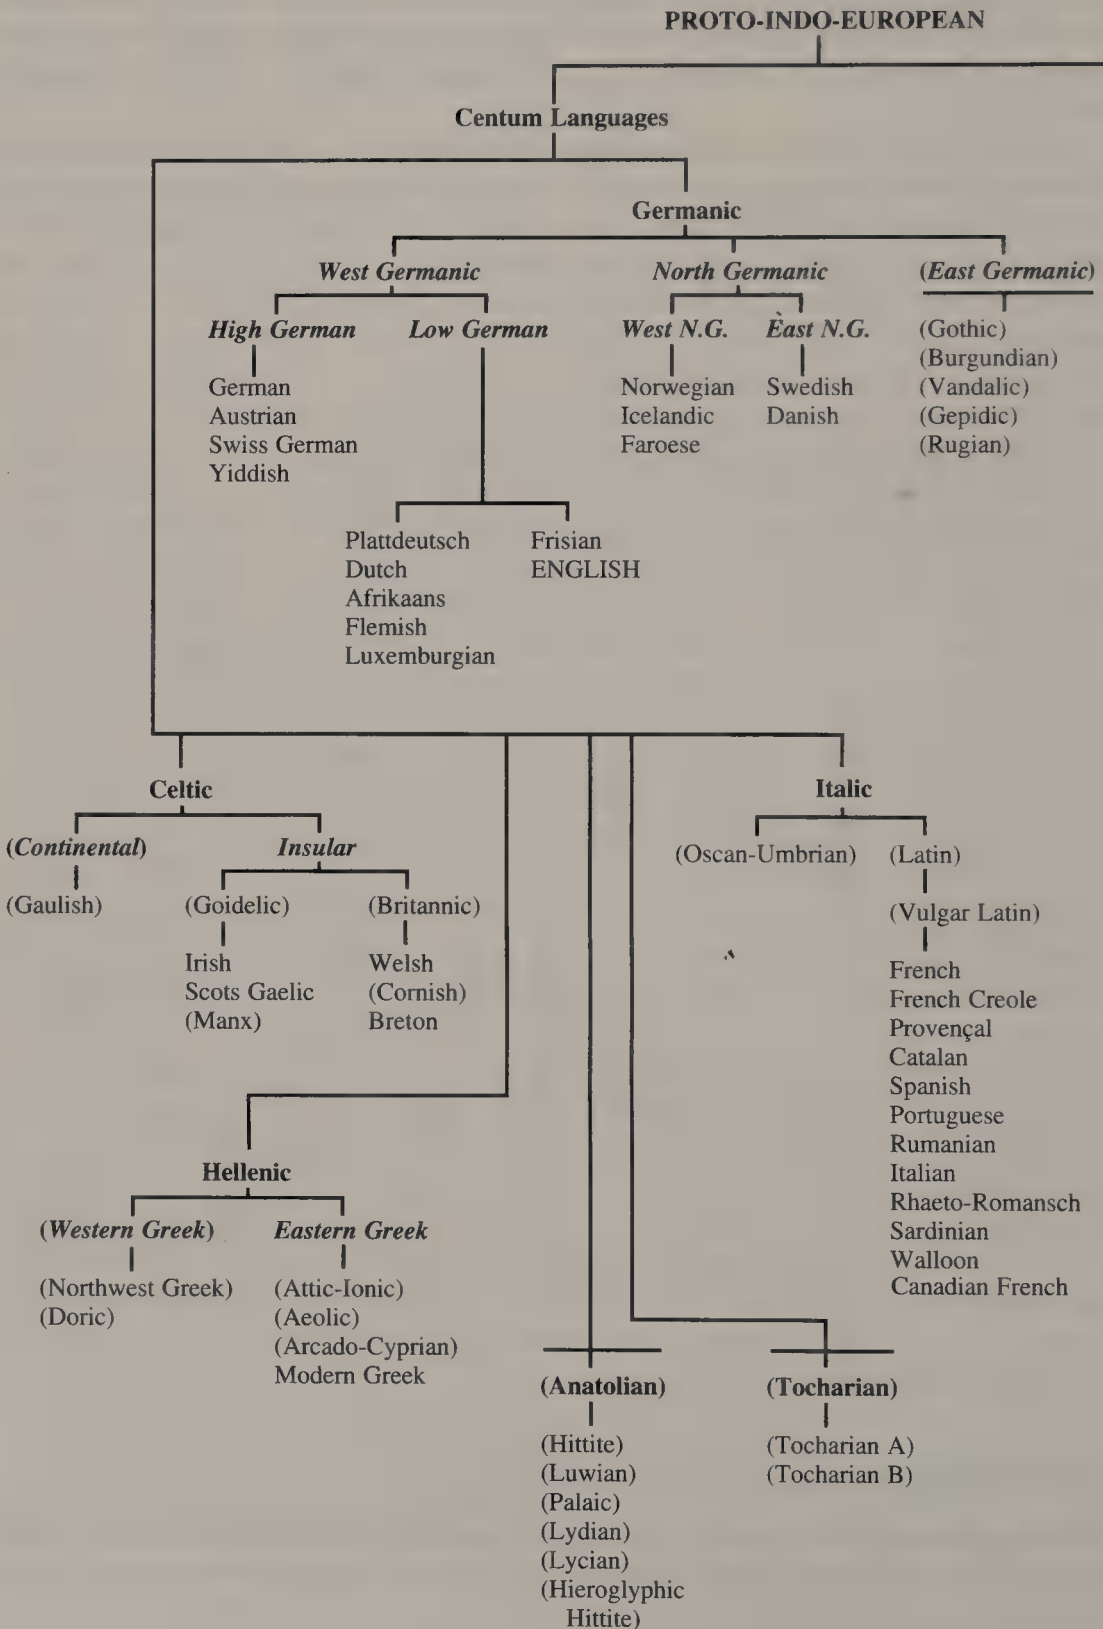 PROTO-INDO-EUROPEAN
Centum Languages
Germanic
West Germanic
North Germanic
(East Germanic)
High German
Low German
West N.G.
East N.G.
German
Austrian
Swiss German
Yiddish
Plattdeutsch
Dutch
Afrikaans
Flemish
Luxemburgian
Frisian
ENGLISH
Norwegian
Icelandic
Faroese
Swedish
Danish
(Gothic)
(Burgundian)
(Vandalic)
(Gepidic)
(Rugian)
Celtic
(Continental)
Insular
(Gaulish)
(Goidelic)
(Britannic)
Irish
Scots Gaelic
(Manx)
Welsh
(Cornish)
Breton
Italic
(Oscan-Umbrian)
(Latin)
(Vulgar Latin)
French
French Creole
Provençal
Catalan
Spanish
Portuguese
Rumanian
Italian
Rhaeto-Romansch
Sardinian
Walloon
Canadian French
Hellenic
(Western Greek)
Eastern Greek
(Northwest Greek)
(Doric)
(Attic-Ionic)
(Aeolic)
(Arcado-Cyprian)
Modern Greek
(Anatolian)
(Hittite)
(Luwian)
(Palaic)
(Lydian)
(Lycian)
(Hieroglyphic
Hittite)
(Tocharian)
(Tocharian A)
(Tocharian B)